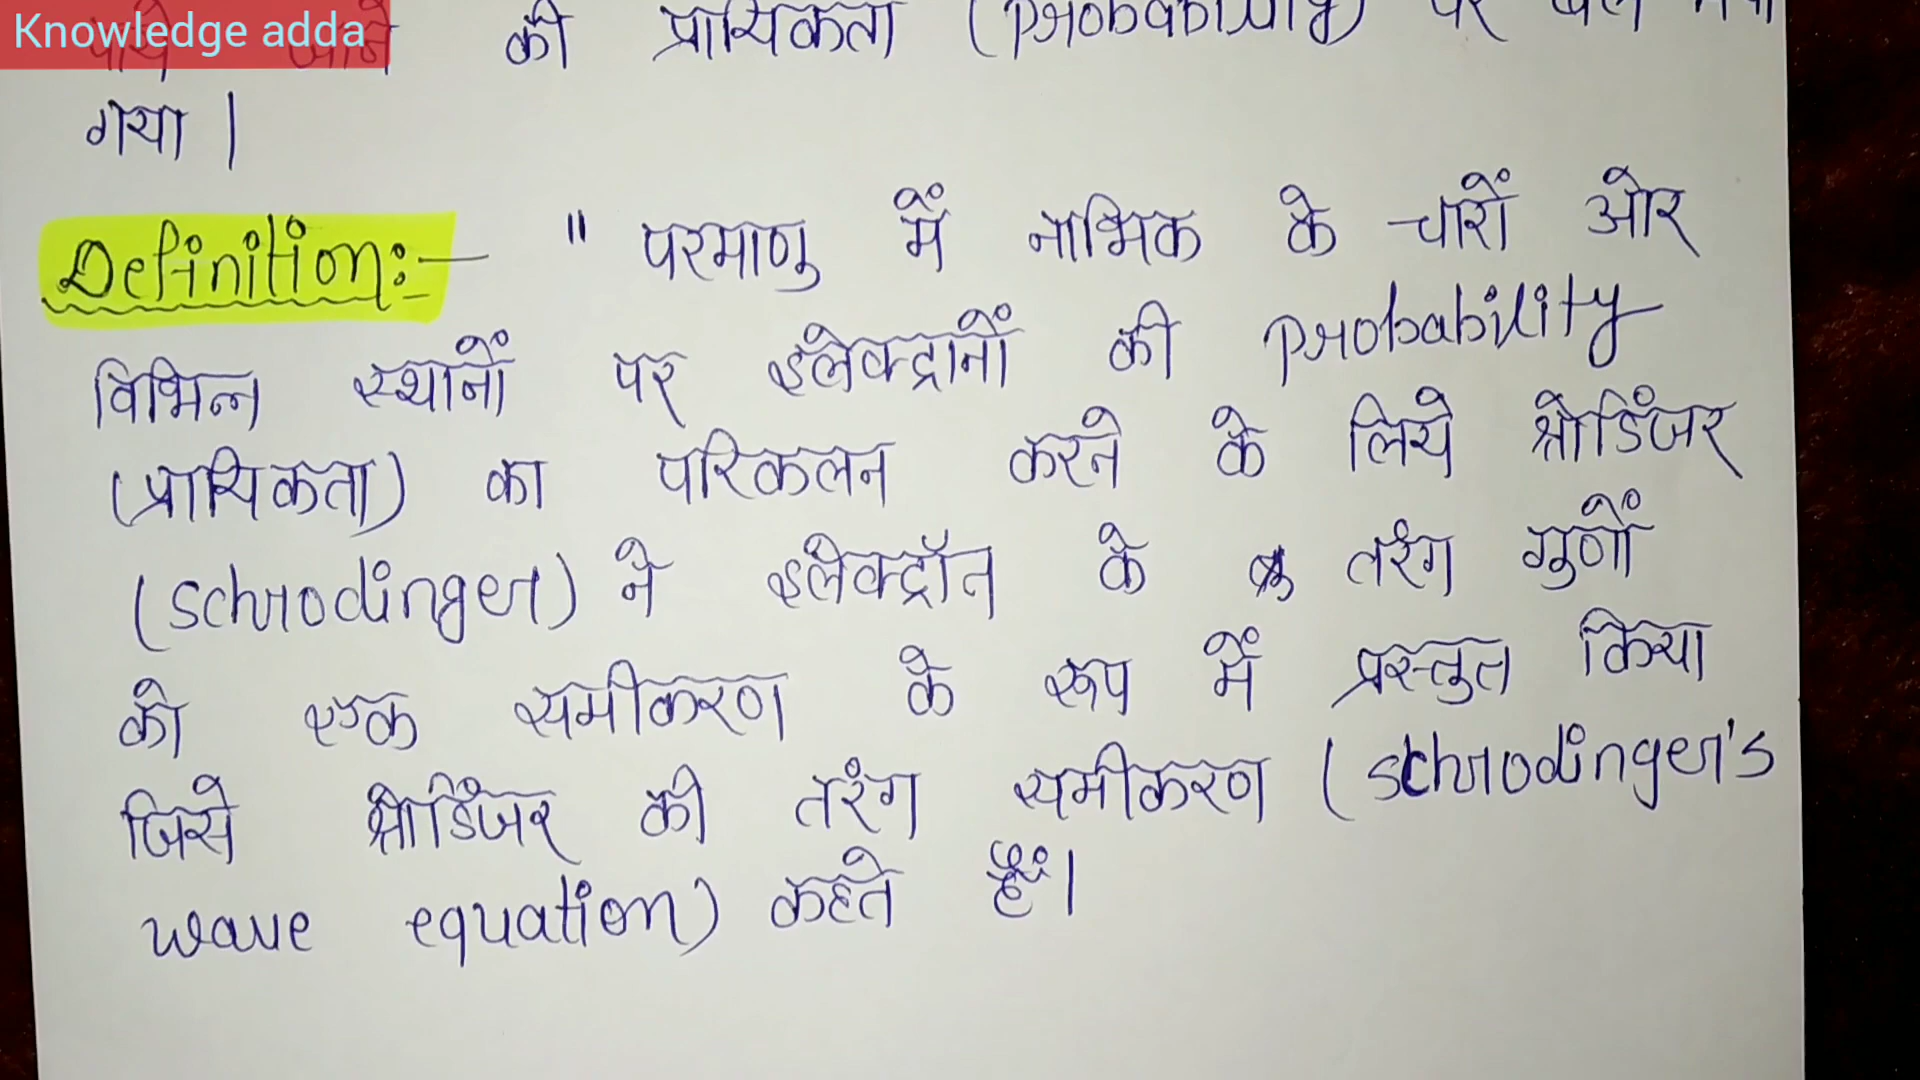 Knowledge adda
की प्रायिकता (Probability) पर बल
गया |
Definition:- " परमाणु में नाभिक के चारों ओर
विभिन्न स्थानों पर इलेक्ट्रानों की Probability
(प्रायिकता) का परिकलन करने के लिये श्रोडिंजर
(schrodinger) ने इलेक्ट्रॉन के तरंग गुणों
को एक समीकरण के रूप में प्रस्तुत किया
जिसे श्रोडिंजर की तरंग समीकरण (schrodinger's
wave equation) कहते हैं।